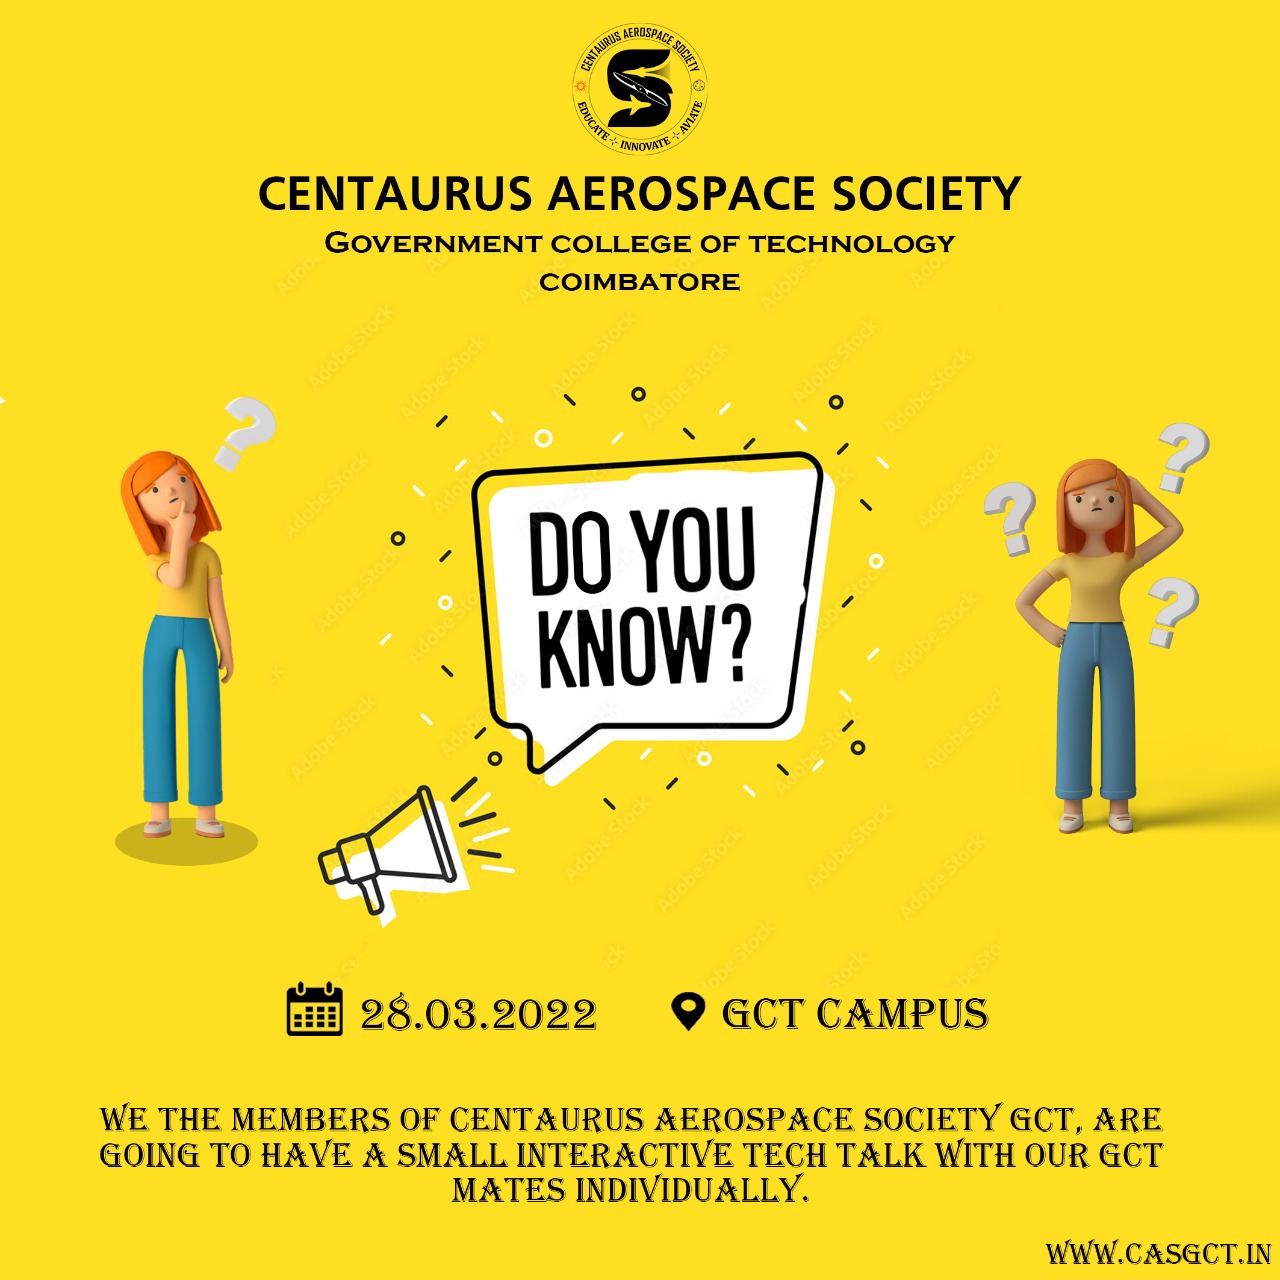 CENTAURUS AEROSPACE SOCIETY
EDUCATE INNOVATE AVIATE
CENTAURUS AEROSPACE SOCIETY
GOVERNMENT COLLEGE OF TECHNOLOGY
COIMBATORE
DO YOU
KNOW?
28.03.2022
GCT CAMPUS
WE THE MEMBERS OF CENTAURUS AEROSPACE SOCIETY GCT, ARE
GOING TO HAVE A SMALL INTERACTIVE TECH TALK WITH OUR GCT
MATES INDIVIDUALLY.
WWW.CASGCT.IN
Adobe Stock